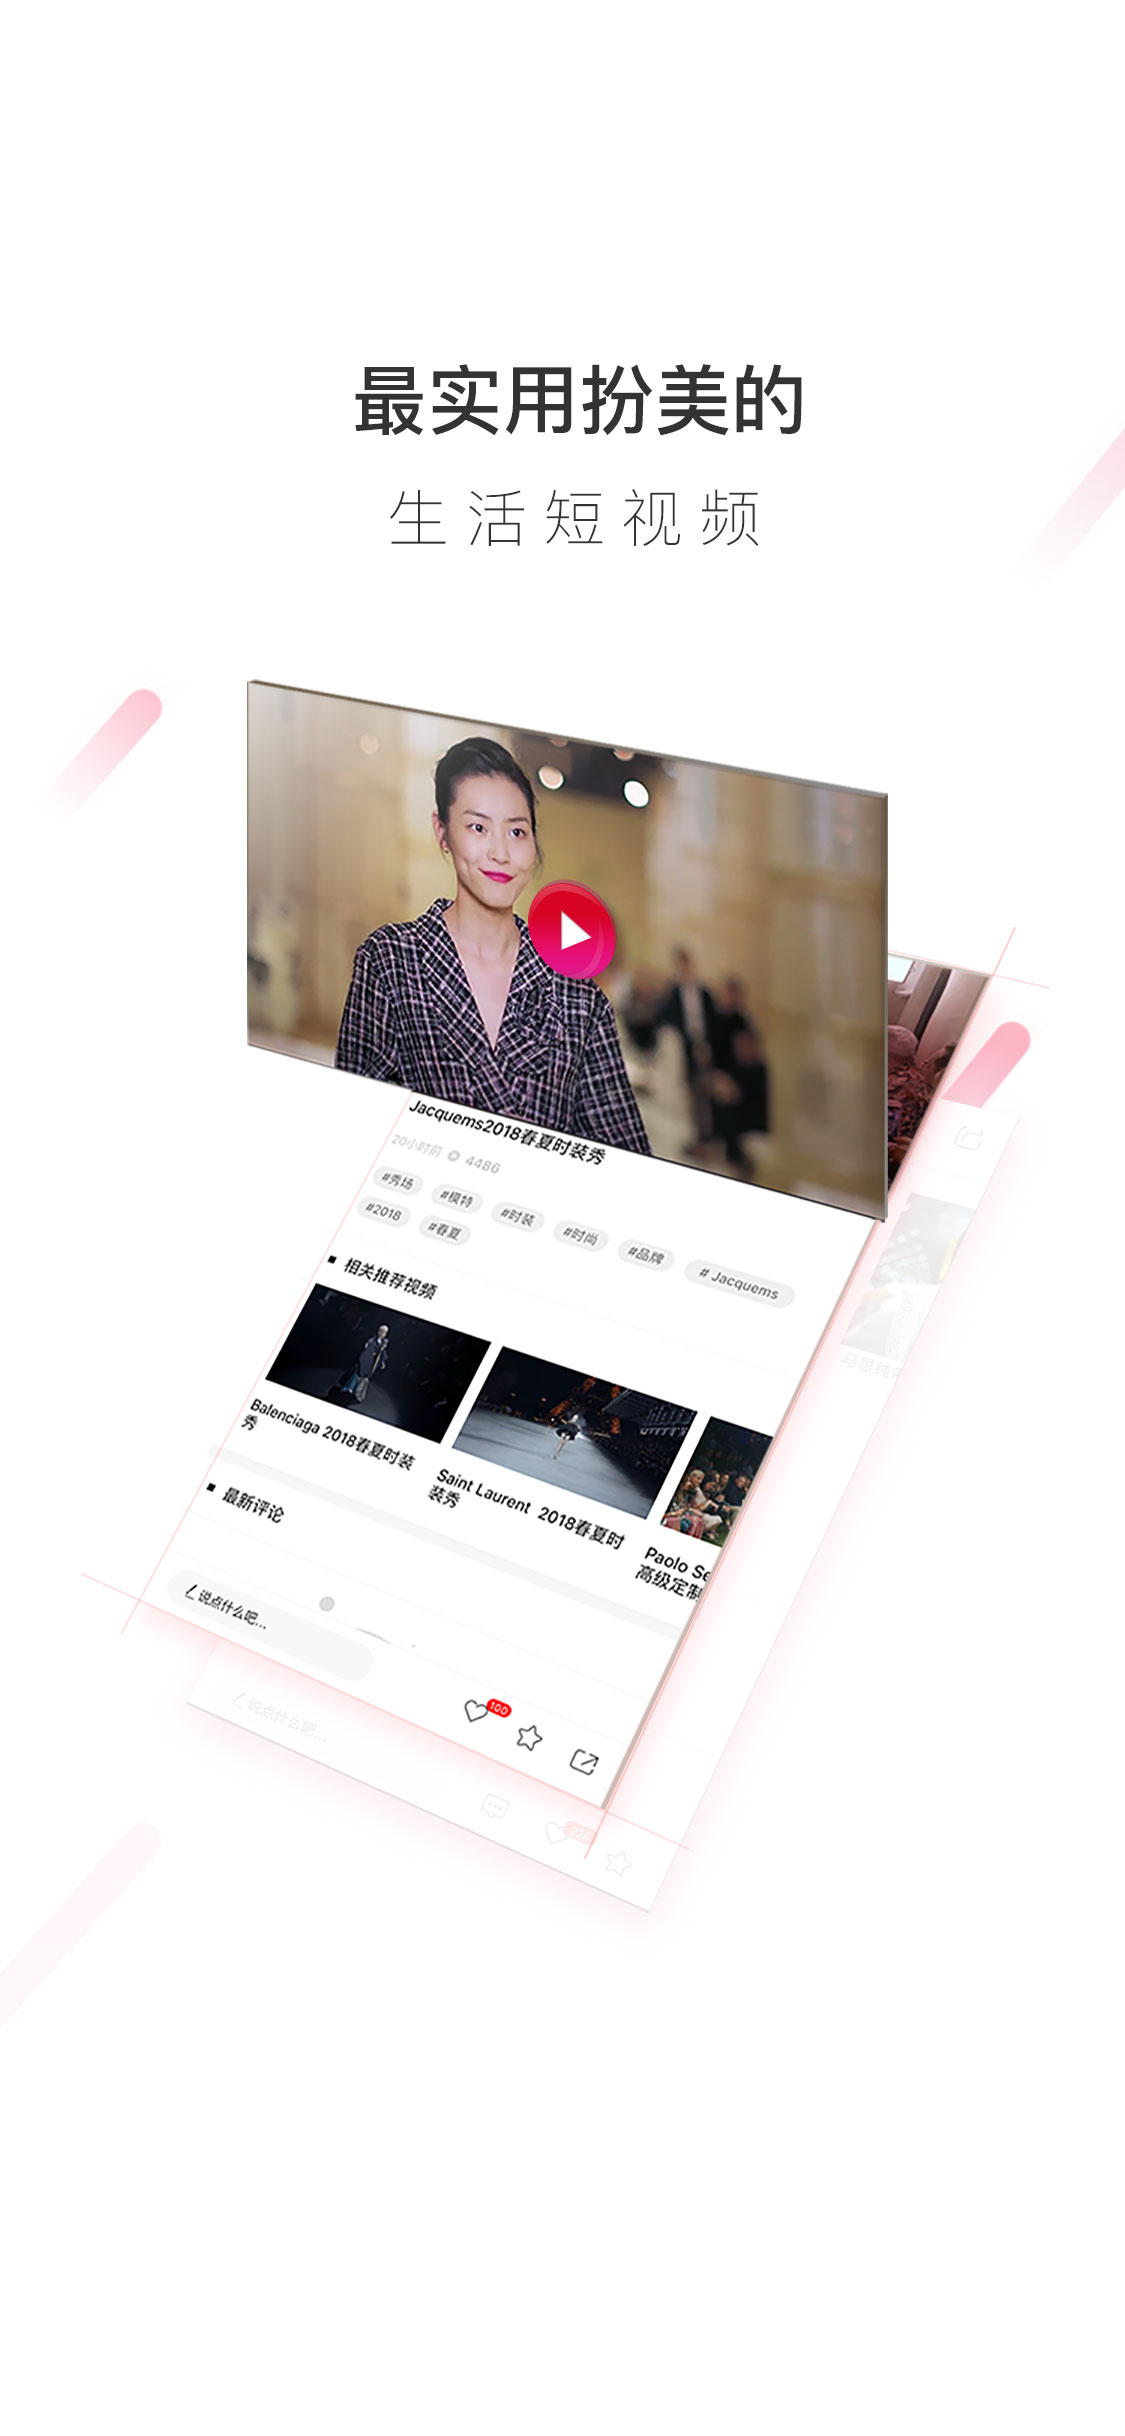 最实用扮美的
生活短视频
Jacquems2018春夏时装秀
20小时前 4486
#秀场 #模特 #时装 #时尚 #品牌 # Jacquems
#2018 #春夏
相关推荐视频
Balenciaga 2018春夏时装
秀
Saint Laurent 2018春夏时
装秀
Paolo Se
高级定制
最新评论
说点什么吧...
100
马思纯
说点什么吧...